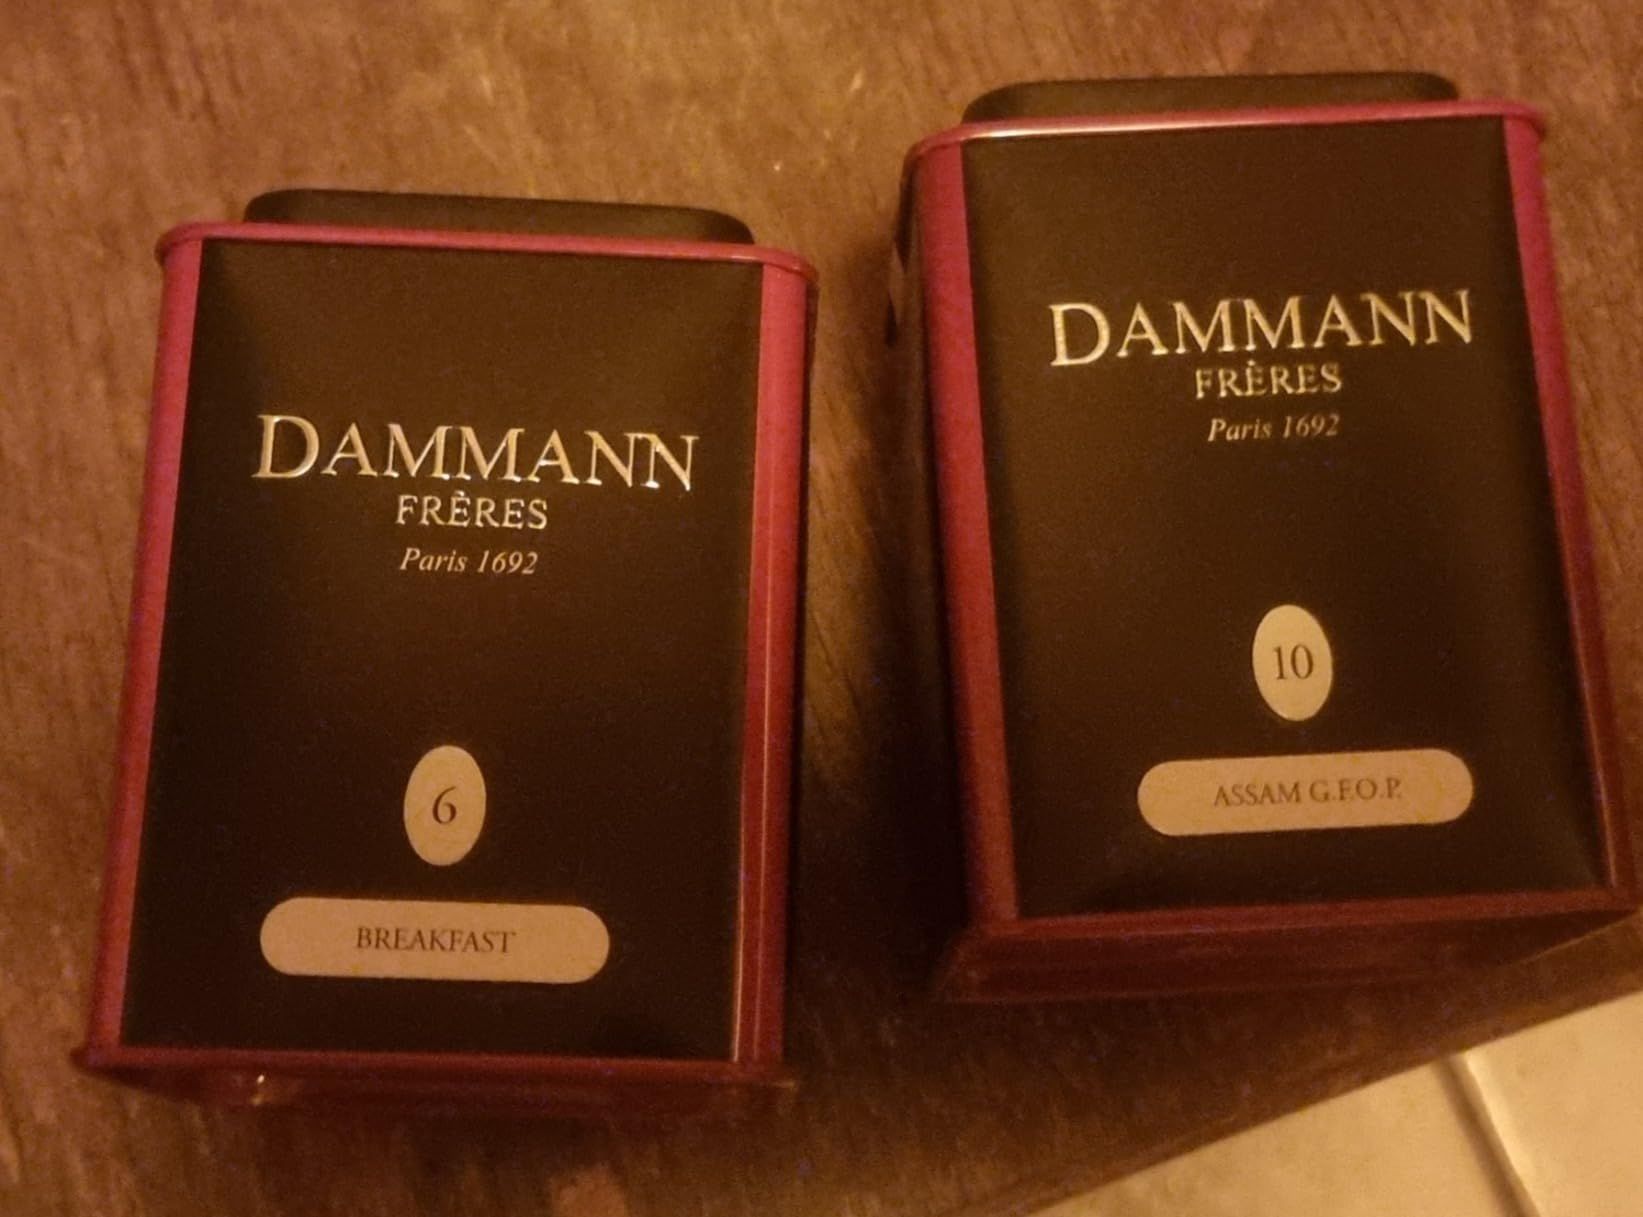 DAMMANN
FRÈRES
Paris 1692
6
BREAKFAST
DAMMANN
FRÈRES
Paris 1692
10
ASSAM G.F.O.P.